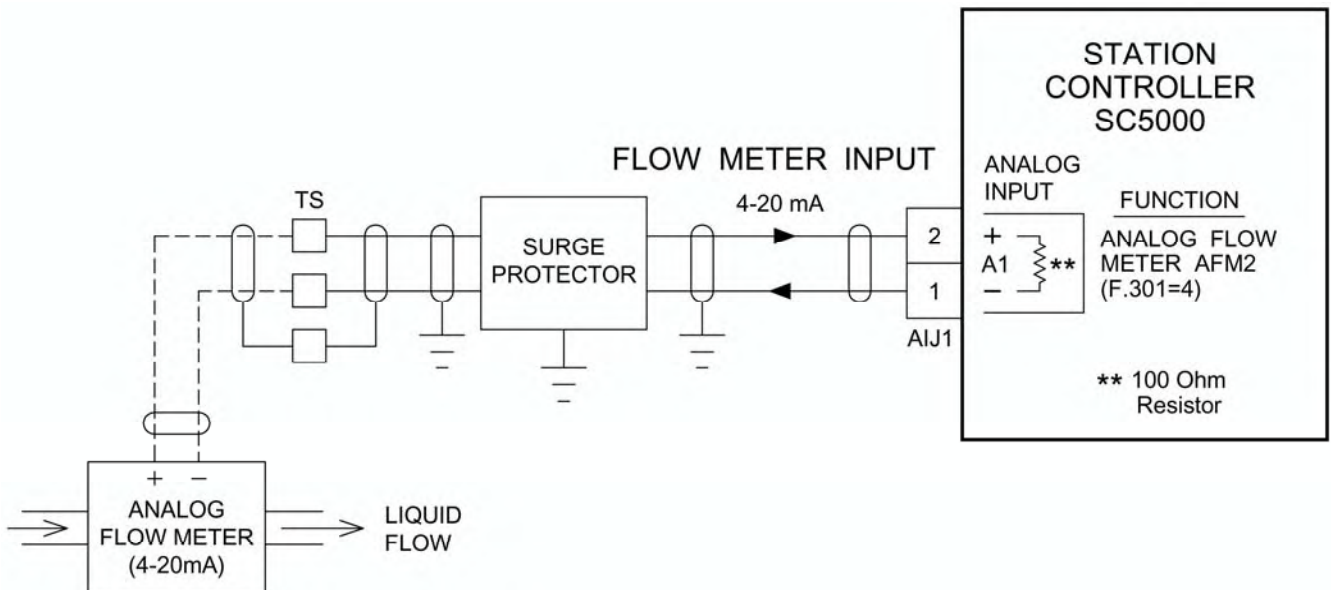 STATION
CONTROLLER
SC5000
FLOW METER INPUT
ANALOG
INPUT
FUNCTION
TS
4-20 mA
SURGE
PROTECTOR
2
1
AIJ1
+
A1
−
**
ANALOG FLOW
METER AFM2
(F.301=4)
** 100 Ohm
Resistor
+ −
ANALOG
FLOW METER
(4-20mA)
LIQUID
FLOW